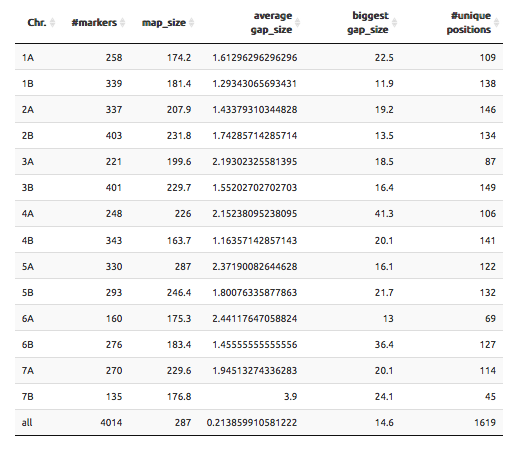 Chr. #markers map_size average gap_size biggest gap_size #unique positions
1A 258 174.2 1.61296296296296 22.5 109
1B 339 181.4 1.29343065693431 11.9 138
2A 337 207.9 1.43379310344828 19.2 146
2B 403 231.8 1.74285714285714 13.5 134
3A 221 199.6 2.19302325581395 18.5 87
3B 401 229.7 1.55202702702703 16.4 149
4A 248 226 2.15238095238095 41.3 106
4B 343 163.7 1.16357142857143 20.1 141
5A 330 287 2.37190082644628 16.1 122
5B 293 246.4 1.80076335877863 21.7 132
6A 160 175.3 2.44117647058824 13 69
6B 276 183.4 1.45555555555556 36.4 127
7A 270 229.6 1.94513274336283 20.1 114
7B 135 176.8 3.9 24.1 45
all 4014 287 0.213859910581222 14.6 1619